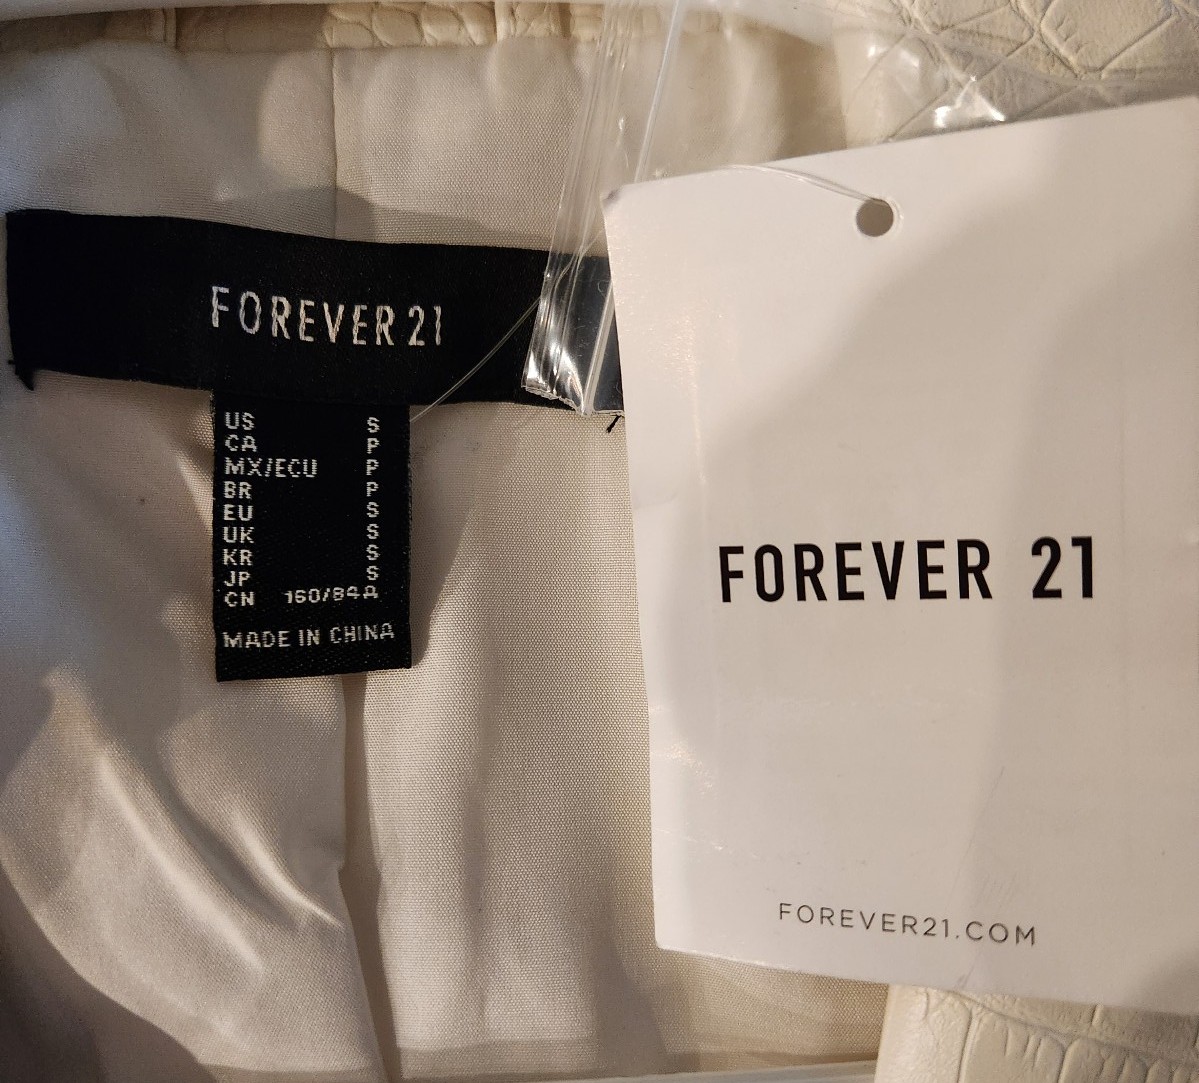 FOREVER 21
US S
CA P
MX/ECU P
BR P
EU S
UK S
KR S
JP S
CN 160/84A
MADE IN CHINA
FOREVER 21
FOREVER21.COM